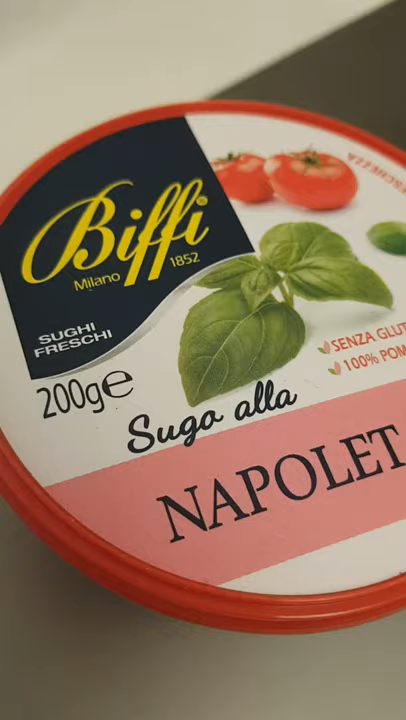 Biffi
Milano 1852
SUGHI
FRESCHI
200g℮
SENZA GLUT
100% POM
Sugo alla
NAPOLET